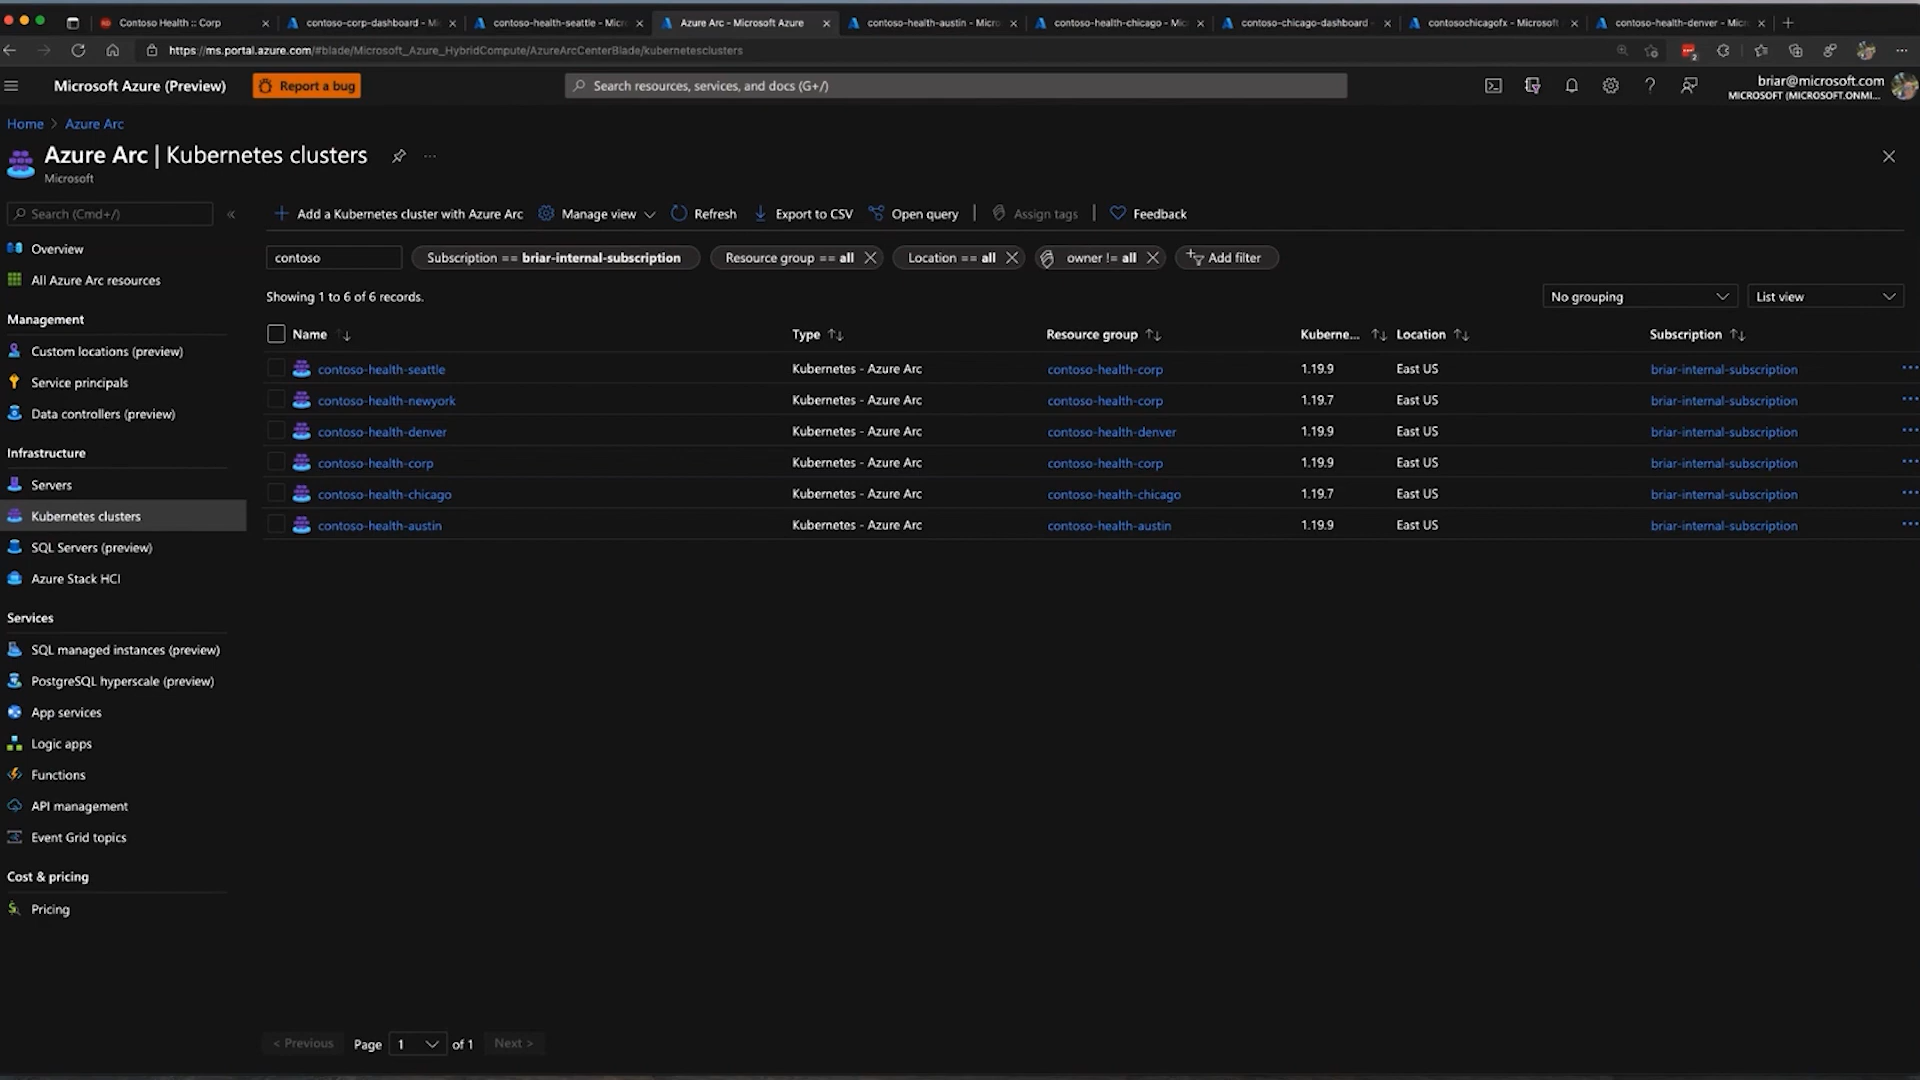 Contoso Health :: Corp
contoso-corp-dashboard - Mi
contoso-health-seattle - Micr
Azure Arc - Microsoft Azure
contoso-health-austin - Micro
contoso-health-chicago - Mic
contoso-chicago-dashboard
contosochicagofx - Microsoft
contoso-health-denver - Mic
https://ms.portal.azure.com/#blade/Microsoft_Azure_HybridCompute/AzureArcCenterBlade/kubernetesclusters
Microsoft Azure (Preview)
Report a bug
Search resources, services, and docs (G+/)
briar@microsoft.com
MICROSOFT (MICROSOFT.ONMI...
Home > Azure Arc
Azure Arc | Kubernetes clusters ...
Microsoft
Search (Cmd+/) «
Add a Kubernetes cluster with Azure Arc Manage view Refresh Export to CSV Open query | Assign tags | Feedback
contoso Subscription == briar-internal-subscription Resource group == all Location == all owner != all Add filter
Showing 1 to 6 of 6 records.
No grouping List view
Name Type Resource group Kuberne... Location Subscription
contoso-health-seattle Kubernetes - Azure Arc contoso-health-corp 1.19.9 East US briar-internal-subscription ...
contoso-health-newyork Kubernetes - Azure Arc contoso-health-corp 1.19.7 East US briar-internal-subscription ...
contoso-health-denver Kubernetes - Azure Arc contoso-health-denver 1.19.9 East US briar-internal-subscription ...
contoso-health-corp Kubernetes - Azure Arc contoso-health-corp 1.19.9 East US briar-internal-subscription ...
contoso-health-chicago Kubernetes - Azure Arc contoso-health-chicago 1.19.7 East US briar-internal-subscription ...
contoso-health-austin Kubernetes - Azure Arc contoso-health-austin 1.19.9 East US briar-internal-subscription ...
Overview
All Azure Arc resources
Management
Custom locations (preview)
Service principals
Data controllers (preview)
Infrastructure
Servers
Kubernetes clusters
SQL Servers (preview)
Azure Stack HCI
Services
SQL managed instances (preview)
PostgreSQL hyperscale (preview)
App services
Logic apps
Functions
API management
Event Grid topics
Cost & pricing
Pricing
< Previous Page 1 of 1 Next >